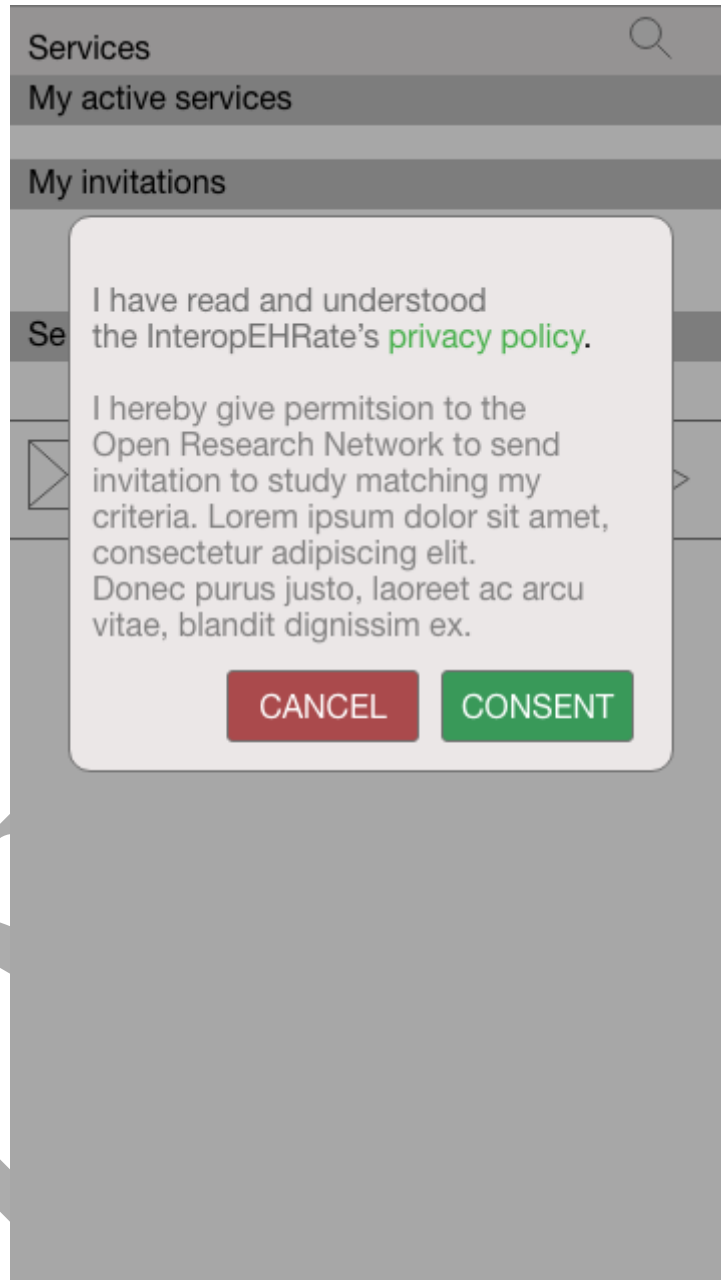 Services
My active services
My invitations
Se
I have read and understood
the InteropEHRate's privacy policy.
I hereby give permitsion to the
Open Research Network to send
invitation to study matching my
criteria. Lorem ipsum dolor sit amet,
consectetur adipiscing elit.
Donec purus justo, laoreet ac arcu
vitae, blandit dignissim ex.
CANCEL CONSENT